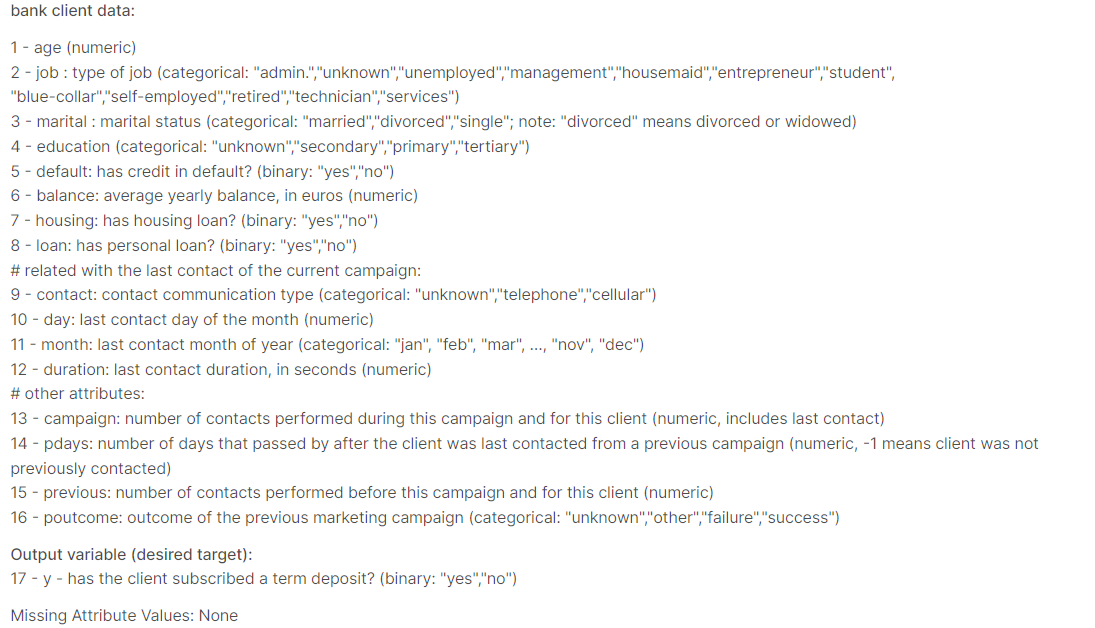 bank client data:
1 - age (numeric)
2 - job : type of job (categorical: "admin.","unknown","unemployed","management","housemaid","entrepreneur","student",
"blue-collar","self-employed","retired","technician","services")
3 - marital : marital status (categorical: "married","divorced","single"; note: "divorced" means divorced or widowed)
4 - education (categorical: "unknown","secondary","primary","tertiary")
5 - default: has credit in default? (binary: "yes","no")
6 - balance: average yearly balance, in euros (numeric)
7 - housing: has housing loan? (binary: "yes","no")
8 - loan: has personal loan? (binary: "yes","no")
# related with the last contact of the current campaign:
9 - contact: contact communication type (categorical: "unknown","telephone","cellular")
10 - day: last contact day of the month (numeric)
11 - month: last contact month of year (categorical: "jan", "feb", "mar", ..., "nov", "dec")
12 - duration: last contact duration, in seconds (numeric)
# other attributes:
13 - campaign: number of contacts performed during this campaign and for this client (numeric, includes last contact)
14 - pdays: number of days that passed by after the client was last contacted from a previous campaign (numeric, -1 means client was not
previously contacted)
15 - previous: number of contacts performed before this campaign and for this client (numeric)
16 - poutcome: outcome of the previous marketing campaign (categorical: "unknown","other","failure","success")
Output variable (desired target):
17 - y - has the client subscribed a term deposit? (binary: "yes","no")
Missing Attribute Values: None